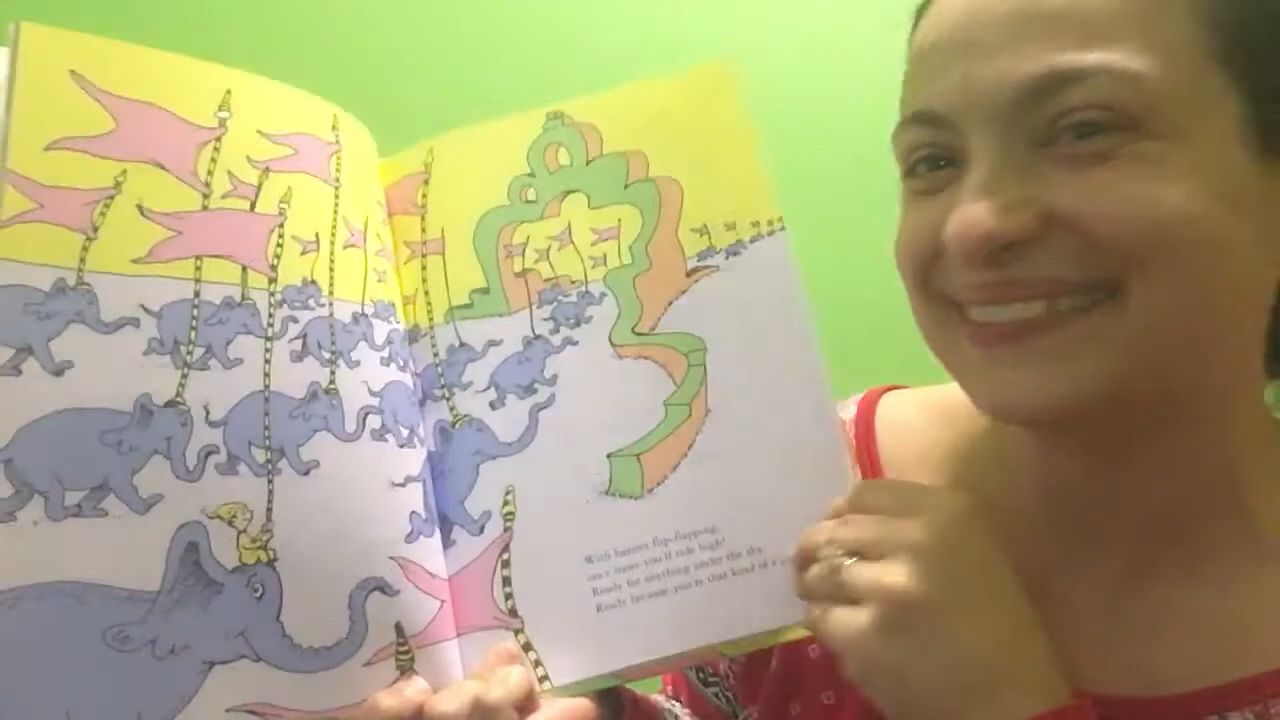 With banners flip-flapping,
once more you'll ride high!
Ready for anything under the sky.
Ready because you're that kind of a